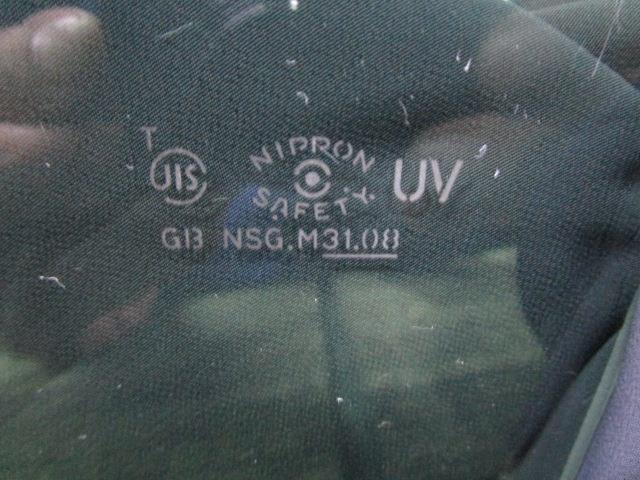 T
JIS
NIPRON
SAFETY
UV
GB NSG.M31.08